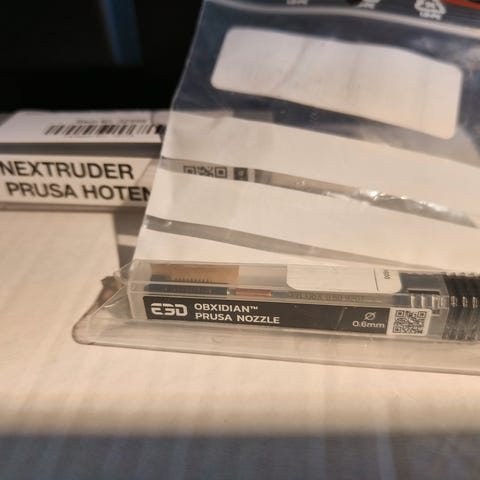 NEXTRUDER
PRUSA HOTEN
E3D
OBXIDIAN™
PRUSA NOZZLE
Ø
0.6mm